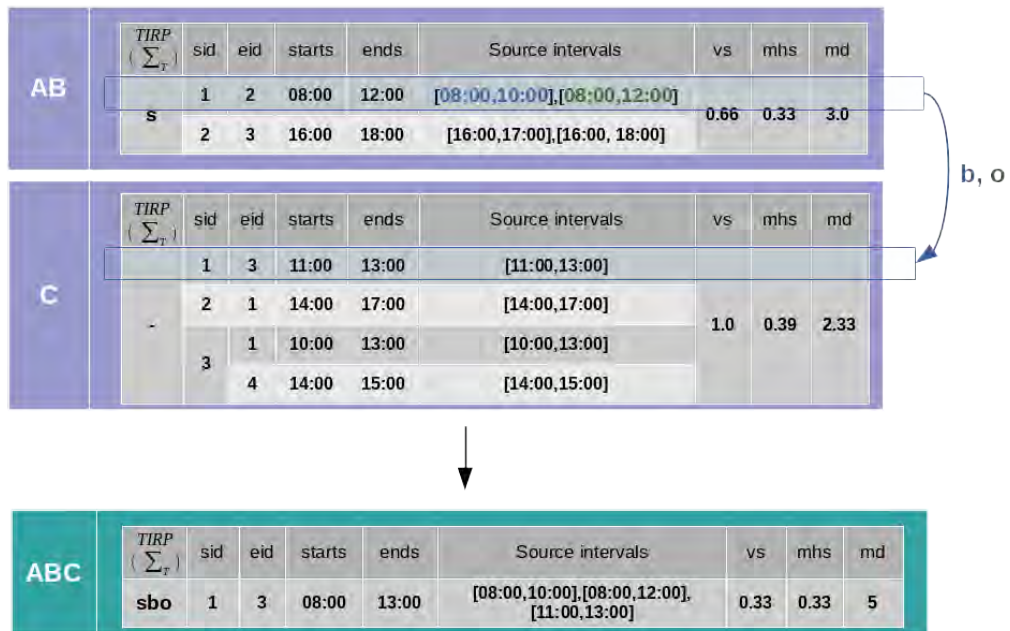 AB
TIRP ( ∑T ) sid eid starts ends Source intervals vs mhs md
s 1 2 08:00 12:00 [08:00,10:00],[08:00,12:00] 0.66 0.33 3.0
2 3 16:00 18:00 [16:00,17:00],[16:00, 18:00]
b, o
C
TIRP ( ∑T ) sid eid starts ends Source intervals vs mhs md
- 1 3 11:00 13:00 [11:00,13:00] 1.0 0.39 2.33
2 1 14:00 17:00 [14:00,17:00]
3 1 10:00 13:00 [10:00,13:00]
4 14:00 15:00 [14:00,15:00]
ABC
TIRP ( ∑T ) sid eid starts ends Source intervals vs mhs md
sbo 1 3 08:00 13:00 [08:00,10:00],[08:00,12:00], 0.33 0.33 5
[11:00,13:00]